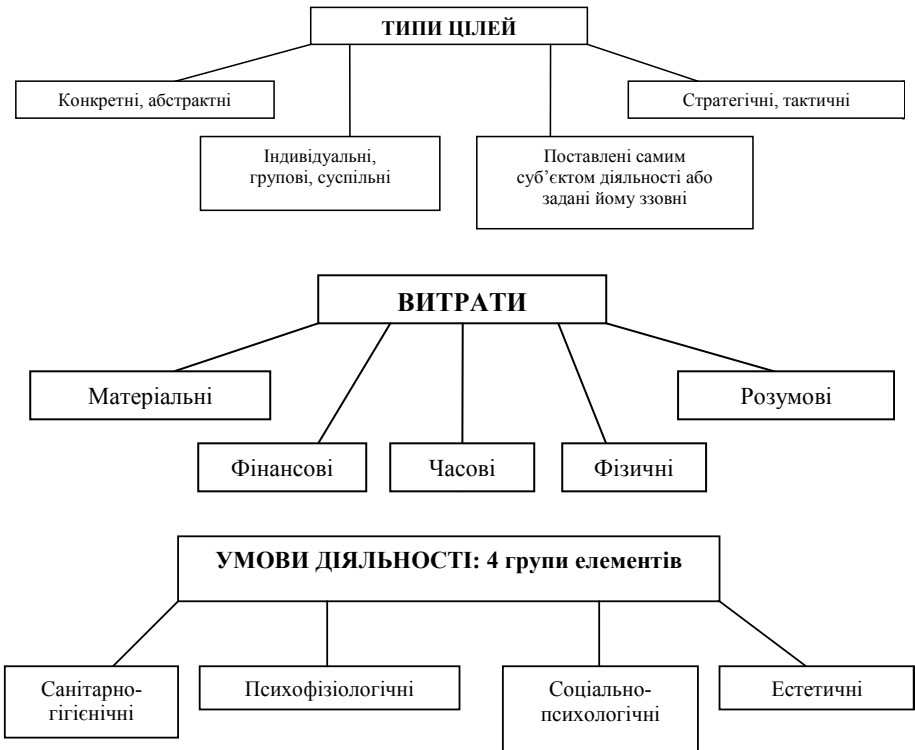 ТИПИ ЦІЛЕЙ
Конкретні, абстрактні
Стратегічні, тактичні
Індивідуальні,
групові, суспільні
Поставлені самим
суб’єктом діяльності або
задані йому ззовні
ВИТРАТИ
Матеріальні
Розумові
Фінансові
Часові
Фізичні
УМОВИ ДІЯЛЬНОСТІ: 4 групи елементів
Санітарно-
гігієнічні
Психофізіологічні
Соціально-
психологічні
Естетичні